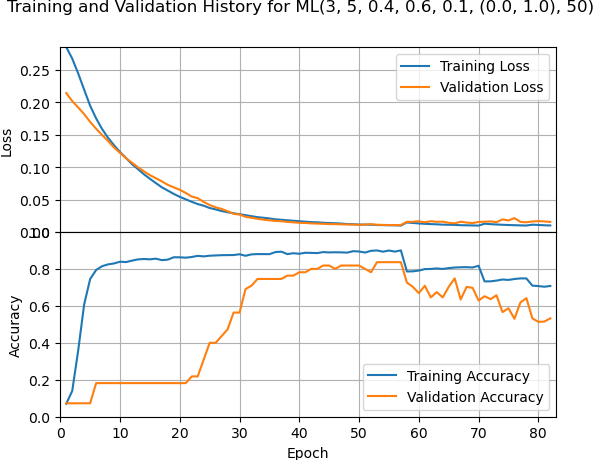 Training and Validation History for ML(3, 5, 0.4, 0.6, 0.1, (0.0, 1.0), 50)
Loss
0.25
0.20
0.15
0.10
0.05
0.00
Training Loss
Validation Loss
Accuracy
1.0
0.8
0.6
0.4
0.2
0.0
Training Accuracy
Validation Accuracy
0 10 20 30 40 50 60 70 80
Epoch